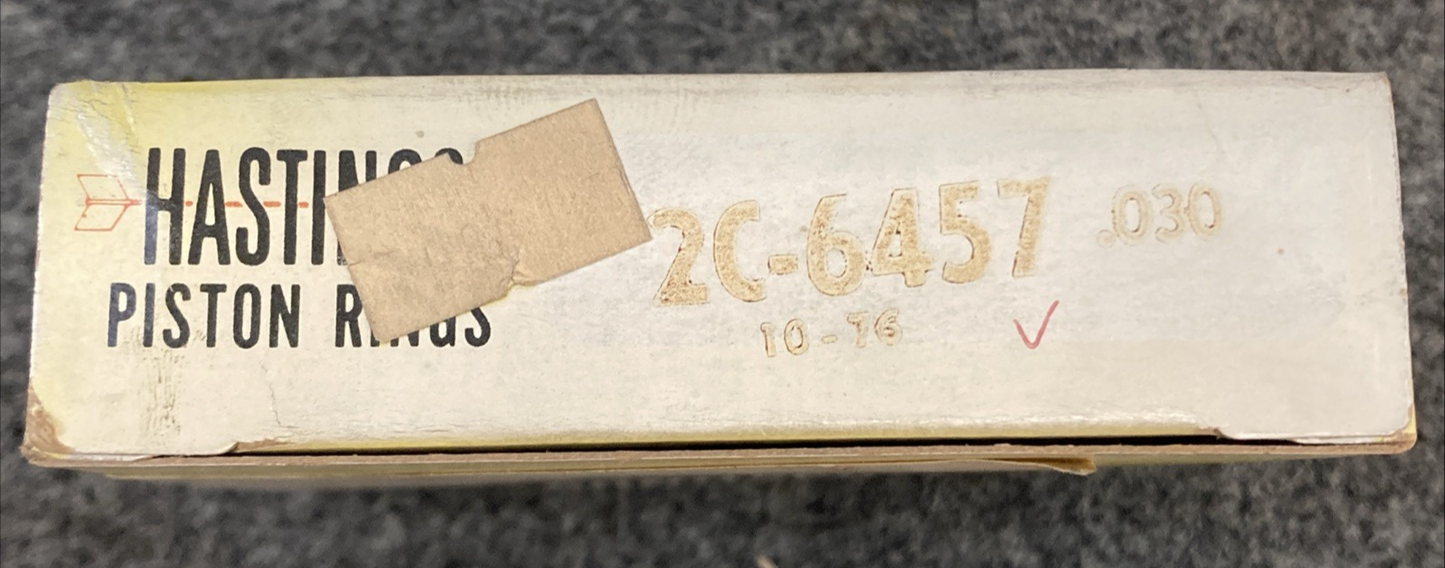 HASTINGS
PISTON RINGS
2C-6457 .030
10-76